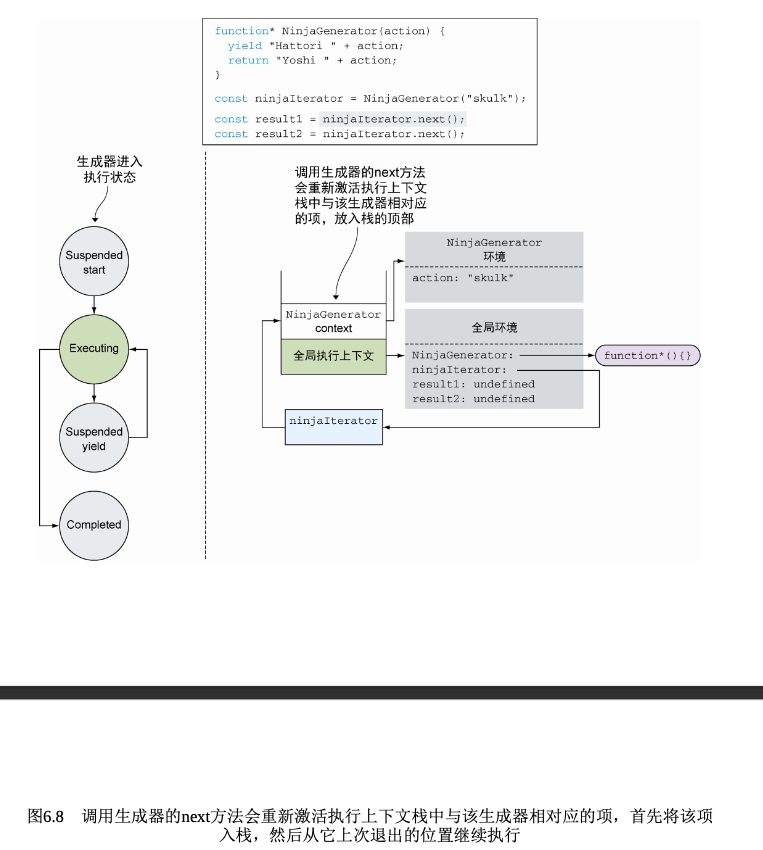 function* NinjaGenerator(action) {
yield "Hattori " + action;
return "Yoshi " + action;
}
const ninjaIterator = NinjaGenerator("skulk");
const result1 = ninjaIterator.next();
const result2 = ninjaIterator.next();
生成器进入
执行状态
Suspended
start
Executing
Suspended
yield
Completed
调用生成器的next方法
会重新激活执行上下文
栈中与该生成器相对应
的项，放入栈的顶部
NinjaGenerator
context
全局执行上下文
ninjaIterator
NinjaGenerator
环境
action: "skulk"
全局环境
NinjaGenerator:
ninjaIterator:
result1: undefined
result2: undefined
function*(){}
图6.8 调用生成器的next方法会重新激活执行上下文栈中与该生成器相对应的项，首先将该项
入栈，然后从它上次退出的位置继续执行